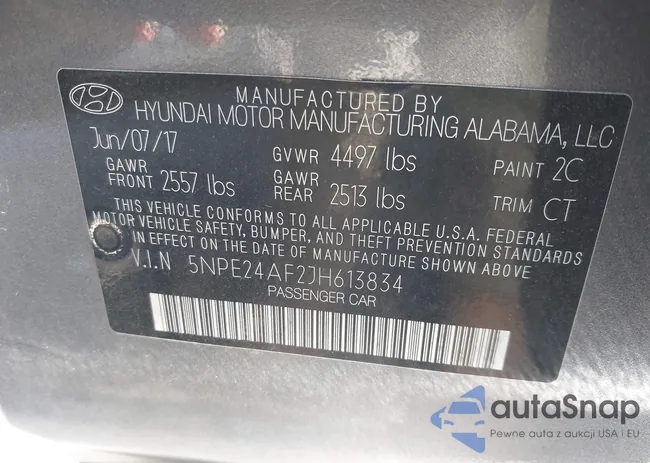 MANUFACTURED BY
HYUNDAI MOTOR MANUFACTURING ALABAMA, LLC
Jun/07/17 GVWR 4497 lbs PAINT 2C
GAWR FRONT 2557 lbs GAWR REAR 2513 lbs TRIM CT
THIS VEHICLE CONFORMS TO ALL APPLICABLE U.S.A. FEDERAL
MOTOR VEHICLE SAFETY, BUMPER, AND THEFT PREVENTION STANDARDS
IN EFFECT ON THE DATE OF MANUFACTURE SHOWN ABOVE
V.I.N 5NPE24AF2JH613834
PASSENGER CAR
autaSnap
Pewne auta z aukcji USA i EU